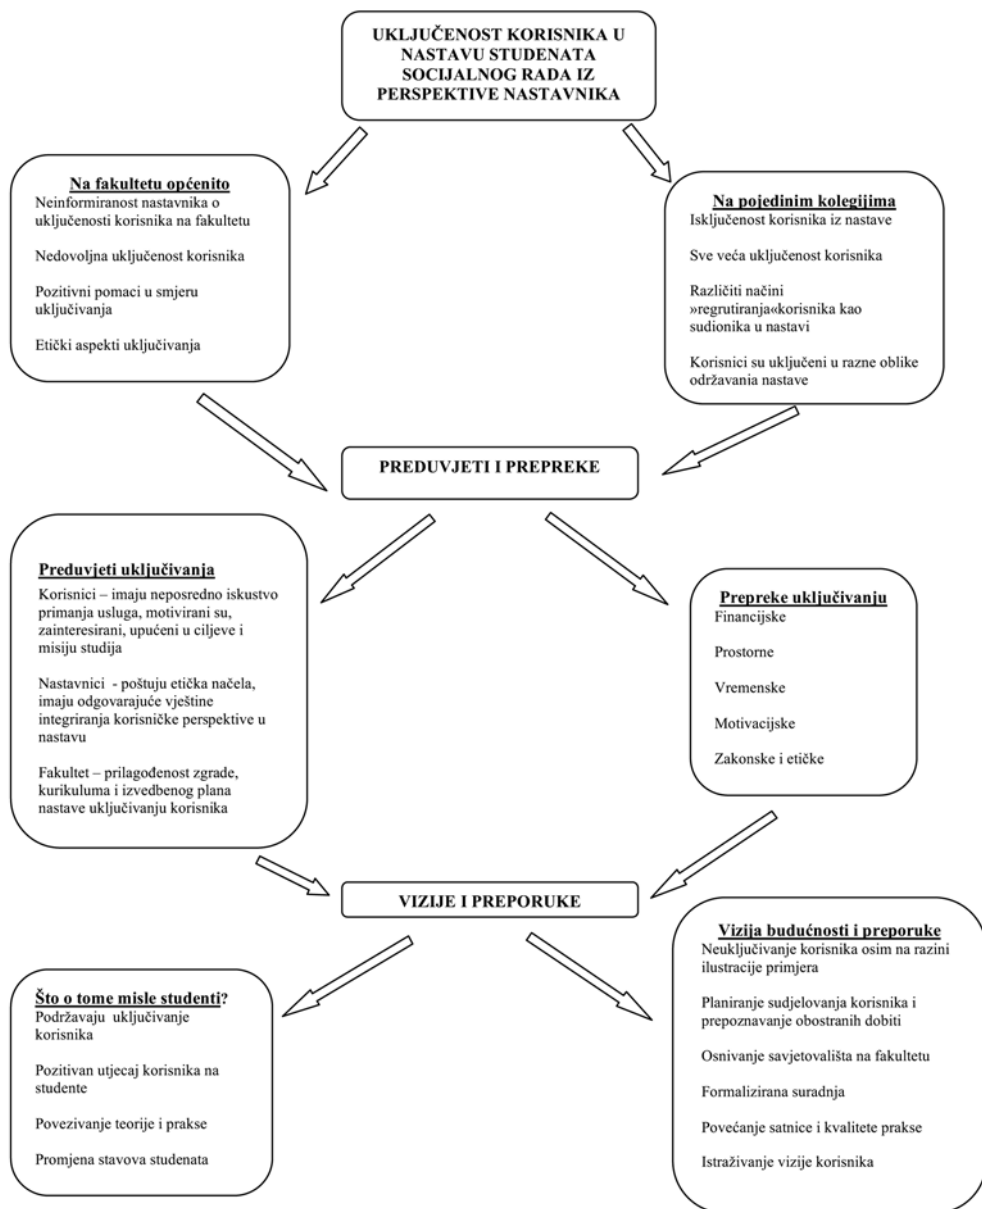 UKLJUČENOST KORISNIKA U
NASTAVU STUDENATA
SOCIJALNOG RADA IZ
PERSPEKTIVE NASTAVNIKA
Na fakultetu općenito
Neinformiranost nastavnika o
uključenosti korisnika na fakultetu
Nedovoljna uključenost korisnika
Pozitivni pomaci u smjeru
uključivanja
Etički aspekti uključivanja
Na pojedinim kolegijima
Isključenost korisnika iz nastave
Sve veća uključenost korisnika
Različiti načini
»regrutiranja«korisnika kao
sudionika u nastavi
Korisnici su uključeni u razne oblike
održavanja nastave
PREDUVJETI I PREPREKE
Preduvjeti uključivanja
Korisnici – imaju neposredno iskustvo
primanja usluga, motivirani su,
zainteresirani, upućeni u ciljeve i
misiju studija
Nastavnici - poštuju etička načela,
imaju odgovarajuće vještine
integriranja korisničke perspektive u
nastavu
Fakultet – prilagođenost zgrade,
kurikuluma i izvedbenog plana
nastave uključivanju korisnika
Prepreke uključivanju
Financijske
Prostorne
Vremenske
Motivacijske
Zakonske i etičke
VIZIJE I PREPORUKE
Što o tome misle studenti?
Podržavaju uključivanje
korisnika
Pozitivan utjecaj korisnika na
studente
Povezivanje teorije i prakse
Promjena stavova studenata
Vizija budućnosti i preporuke
Neuključivanje korisnika osim na razini
ilustracije primjera
Planiranje sudjelovanja korisnika i
prepoznavanje obostranih dobiti
Osnivanje savjetovališta na fakultetu
Formalizirana suradnja
Povećanje satnice i kvalitete prakse
Istraživanje vizije korisnika